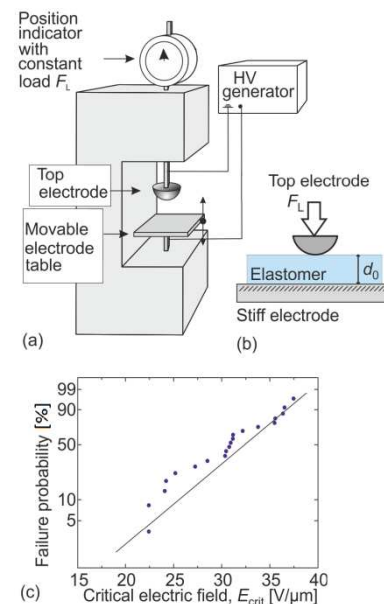 Position
indicator
with
constant
load F_L
HV
generator
Top
electrode
Movable
electrode
table
(a)
Top electrode
F_L
Elastomer
d_0
Stiff electrode
(b)
Failure probability [%]
99
90
50
10
5
15 20 25 30 35 40
(c)
Critical electric field, E_crit [V/µm]